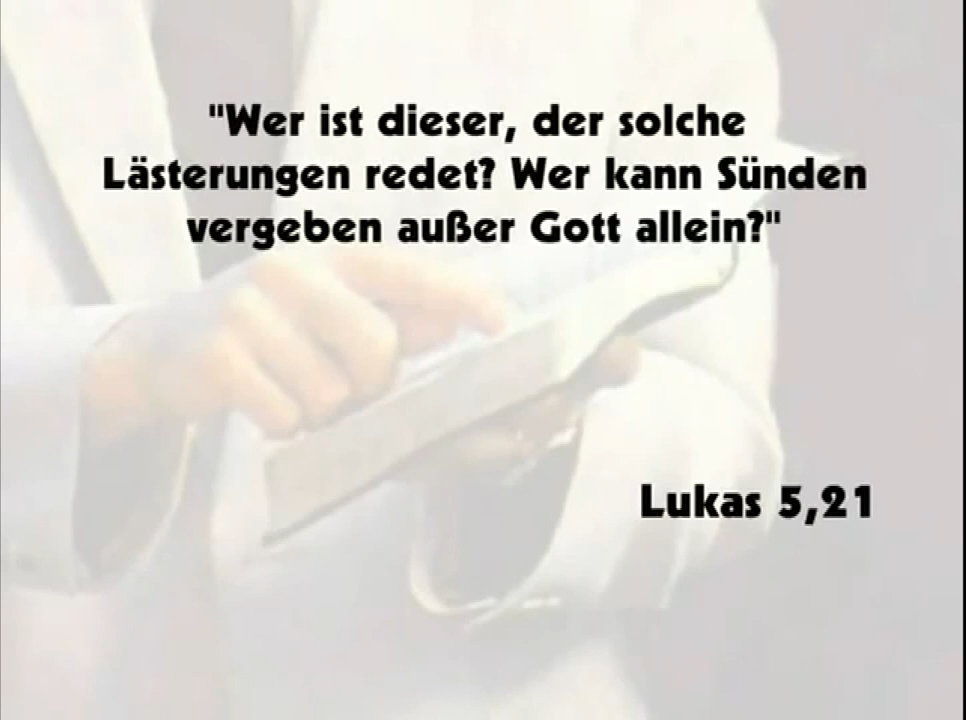 "Wer ist dieser, der solche
Lästerungen redet? Wer kann Sünden
vergeben außer Gott allein?"
Lukas 5,21